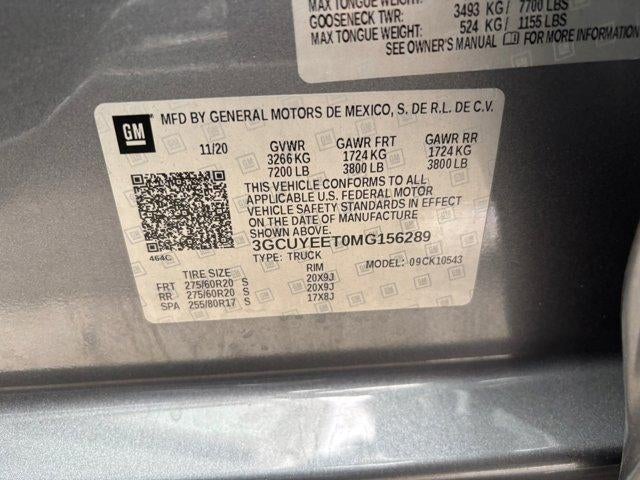 MAX TONGUE WEIGHT:
3493 KG / 7700 LBS
GOOSENECK TWR: 524 KG / 1155 LBS
MAX TONGUE WEIGHT:
SEE OWNER'S MANUAL FOR MORE INFORMATION
GM
MFD BY GENERAL MOTORS DE MEXICO, S. DE R.L. DE C.V.
11/20 GVWR GAWR FRT GAWR RR
3266 KG 1724 KG 1724 KG
7200 LB 3800 LB 3800 LB
THIS VEHICLE CONFORMS TO ALL
APPLICABLE U.S. FEDERAL MOTOR
VEHICLE SAFETY STANDARDS IN EFFECT
ON THE DATE OF MANUFACTURE
SHOWN ABOVE.
3GCUYEET0MG156289
464C
TYPE: TRUCK MODEL: 09CK10543
TIRE SIZE RIM
FRT 275/60R20 S 20X9J
RR 275/60R20 S 20X9J
SPA 255/80R17 S 17X8J